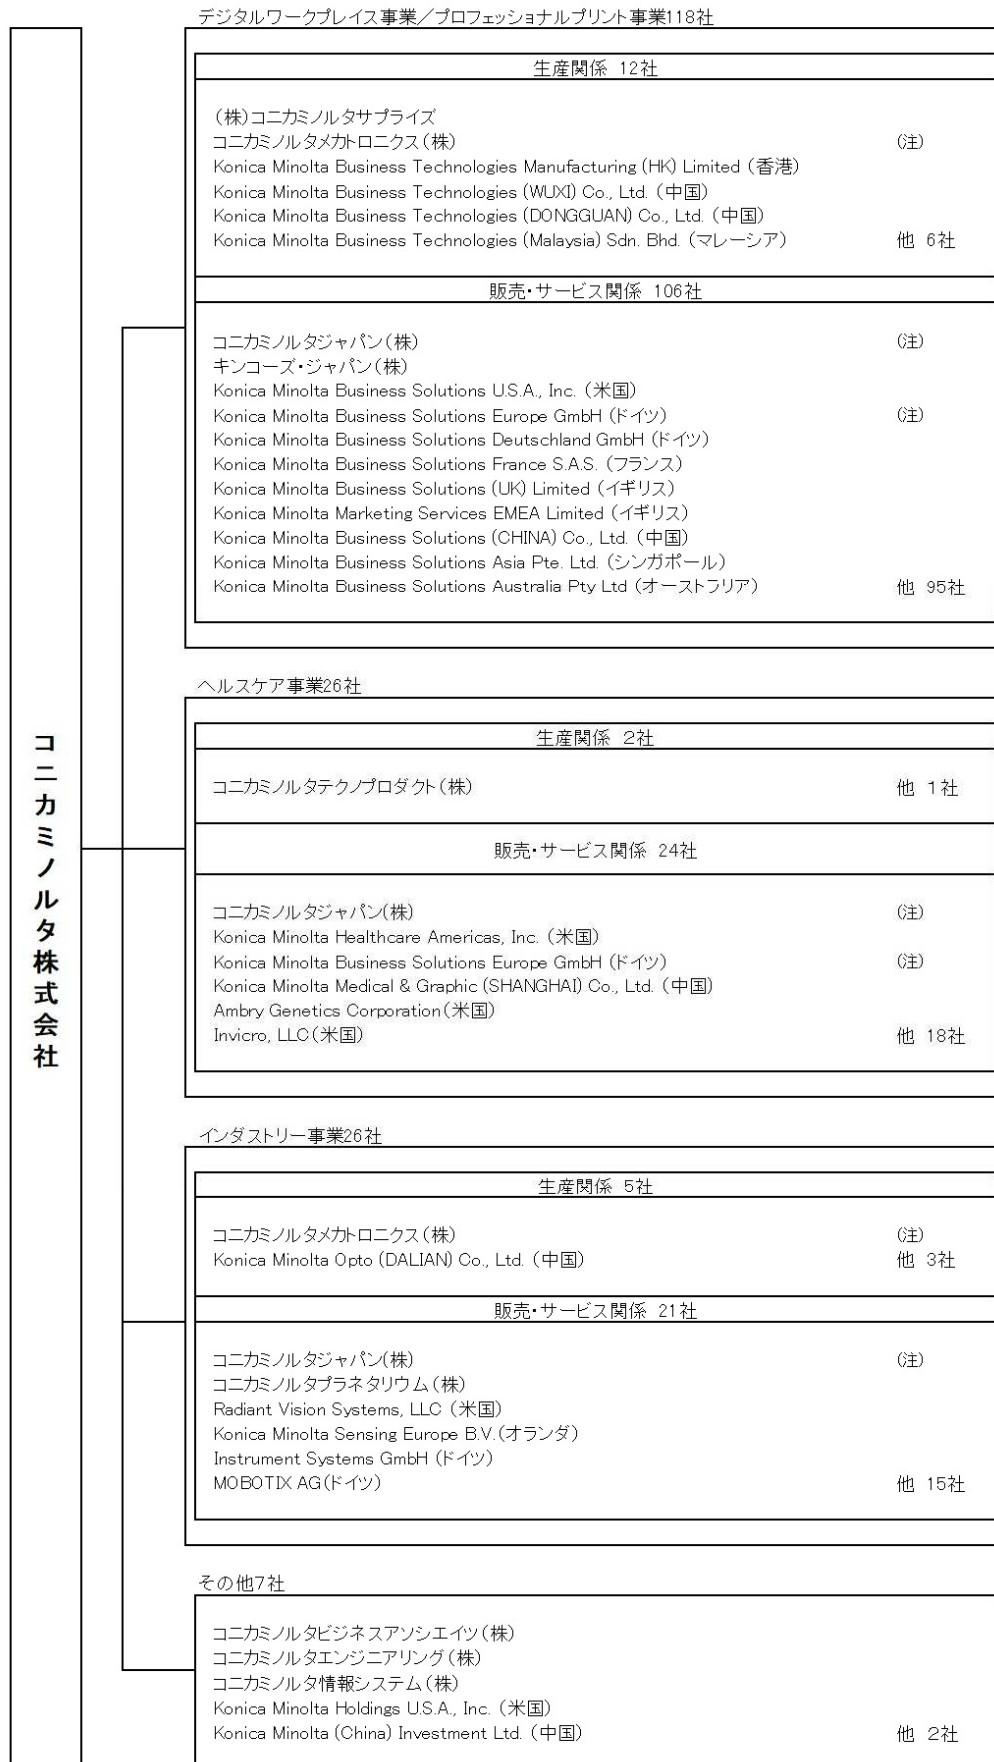 デジタルワークプレイス事業／プロフェッショナルプリント事業118社
生産関係 12社
(株)コニカミノルタサプライズ
コニカミノルタメカトロニクス(株) (注)
Konica Minolta Business Technologies Manufacturing (HK) Limited (香港)
Konica Minolta Business Technologies (WUXI) Co., Ltd. (中国)
Konica Minolta Business Technologies (DONGGUAN) Co., Ltd. (中国)
Konica Minolta Business Technologies (Malaysia) Sdn. Bhd. (マレーシア) 他 6社
販売・サービス関係 106社
コニカミノルタジャパン(株) (注)
キンコーズ・ジャパン(株)
Konica Minolta Business Solutions U.S.A., Inc. (米国)
Konica Minolta Business Solutions Europe GmbH (ドイツ) (注)
Konica Minolta Business Solutions Deutschland GmbH (ドイツ)
Konica Minolta Business Solutions France S.A.S. (フランス)
Konica Minolta Business Solutions (UK) Limited (イギリス)
Konica Minolta Marketing Services EMEA Limited (イギリス)
Konica Minolta Business Solutions (CHINA) Co., Ltd. (中国)
Konica Minolta Business Solutions Asia Pte. Ltd. (シンガポール)
Konica Minolta Business Solutions Australia Pty Ltd (オーストラリア) 他 95社
コニカミノルタ株式会社
ヘルスケア事業26社
生産関係 2社
コニカミノルタテクノプロダクト(株) 他 1社
販売・サービス関係 24社
コニカミノルタジャパン(株) (注)
Konica Minolta Healthcare Americas, Inc. (米国)
Konica Minolta Business Solutions Europe GmbH (ドイツ) (注)
Konica Minolta Medical & Graphic (SHANGHAI) Co., Ltd. (中国)
Ambry Genetics Corporation(米国)
Invicro, LLC(米国) 他 18社
インダストリー事業26社
生産関係 5社
コニカミノルタメカトロニクス(株) (注)
Konica Minolta Opto (DALIAN) Co., Ltd. (中国) 他 3社
販売・サービス関係 21社
コニカミノルタジャパン(株) (注)
コニカミノルタプラネタリウム(株)
Radiant Vision Systems, LLC (米国)
Konica Minolta Sensing Europe B.V.(オランダ)
Instrument Systems GmbH (ドイツ)
MOBOTIX AG(ドイツ) 他 15社
その他7社
コニカミノルタビジネスアソシエイツ(株)
コニカミノルタエンジニアリング(株)
コニカミノルタ情報システム(株)
Konica Minolta Holdings U.S.A., Inc. (米国)
Konica Minolta (China) Investment Ltd. (中国) 他 2社